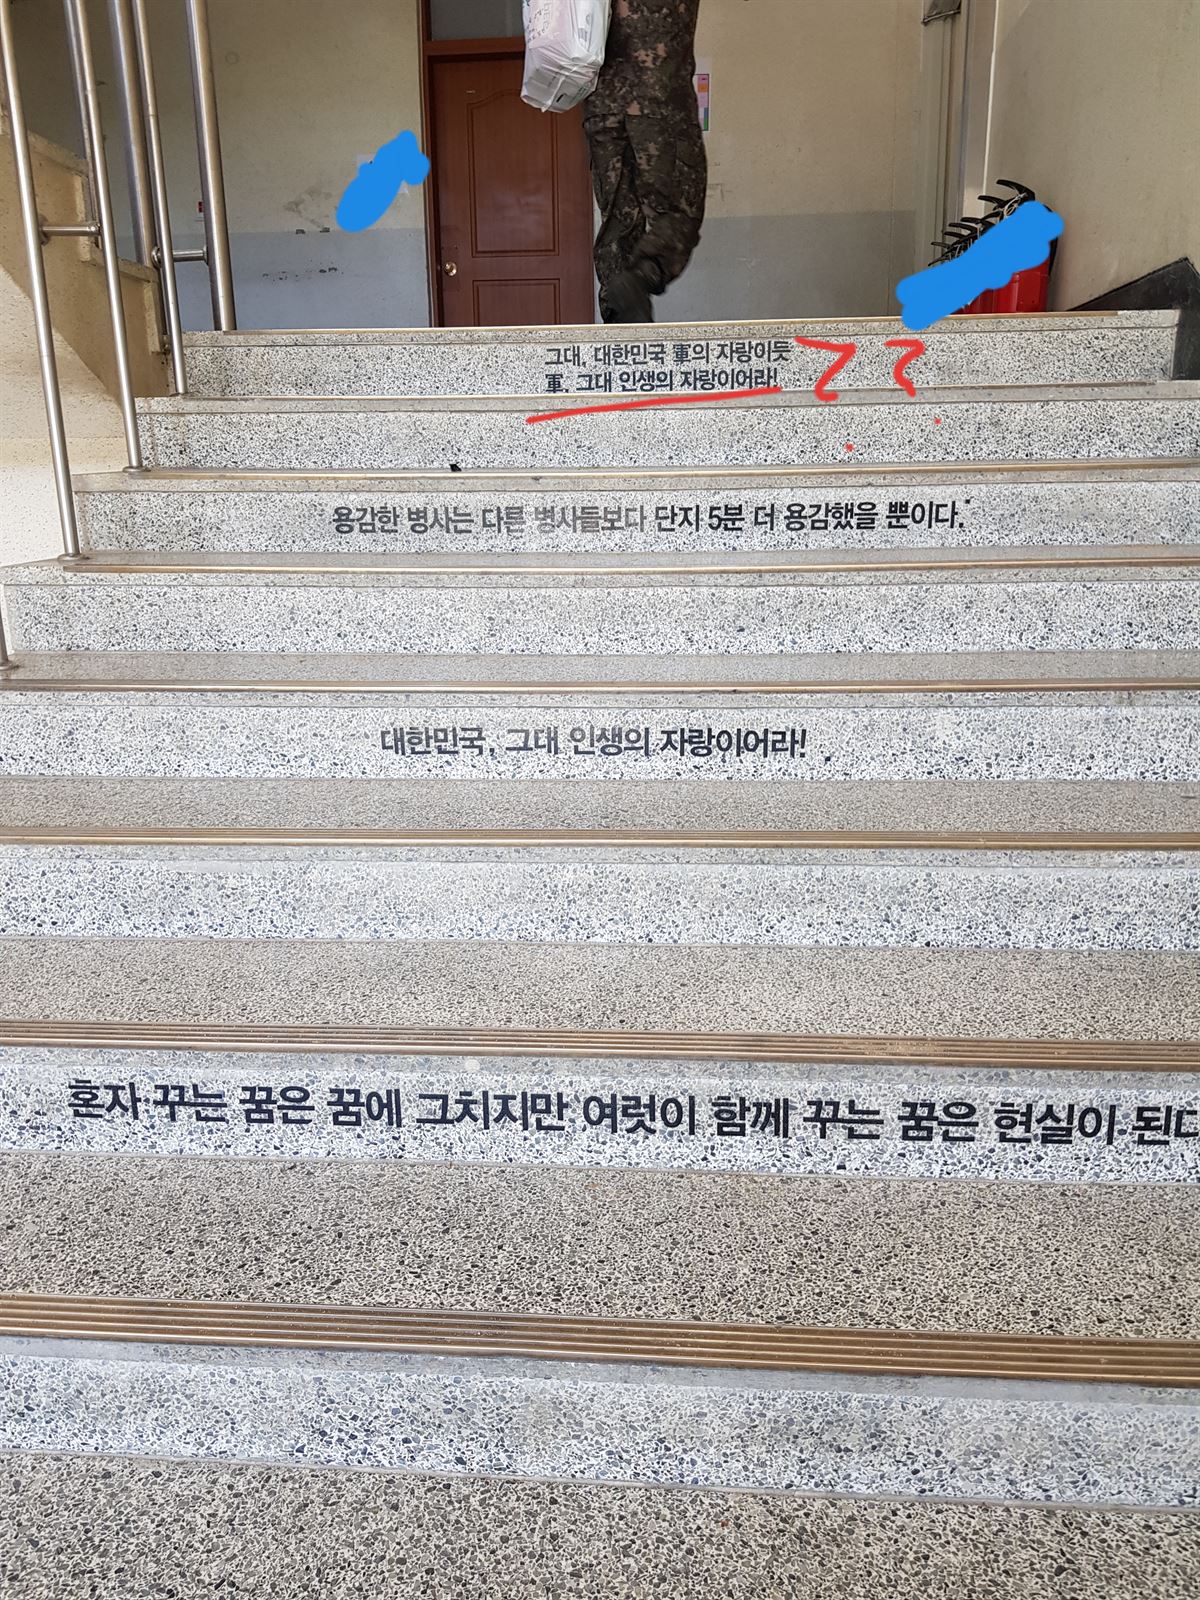 그대, 대한민국 軍의 자랑이듯
軍, 그대 인생의 자랑이어라!
??
용감한 병사는 다른 병사들보다 단지 5분 더 용감했을 뿐이다.
대한민국, 그대 인생의 자랑이어라!
혼자 꾸는 꿈은 꿈에 그치지만 여럿이 함께 꾸는 꿈은 현실이 된다